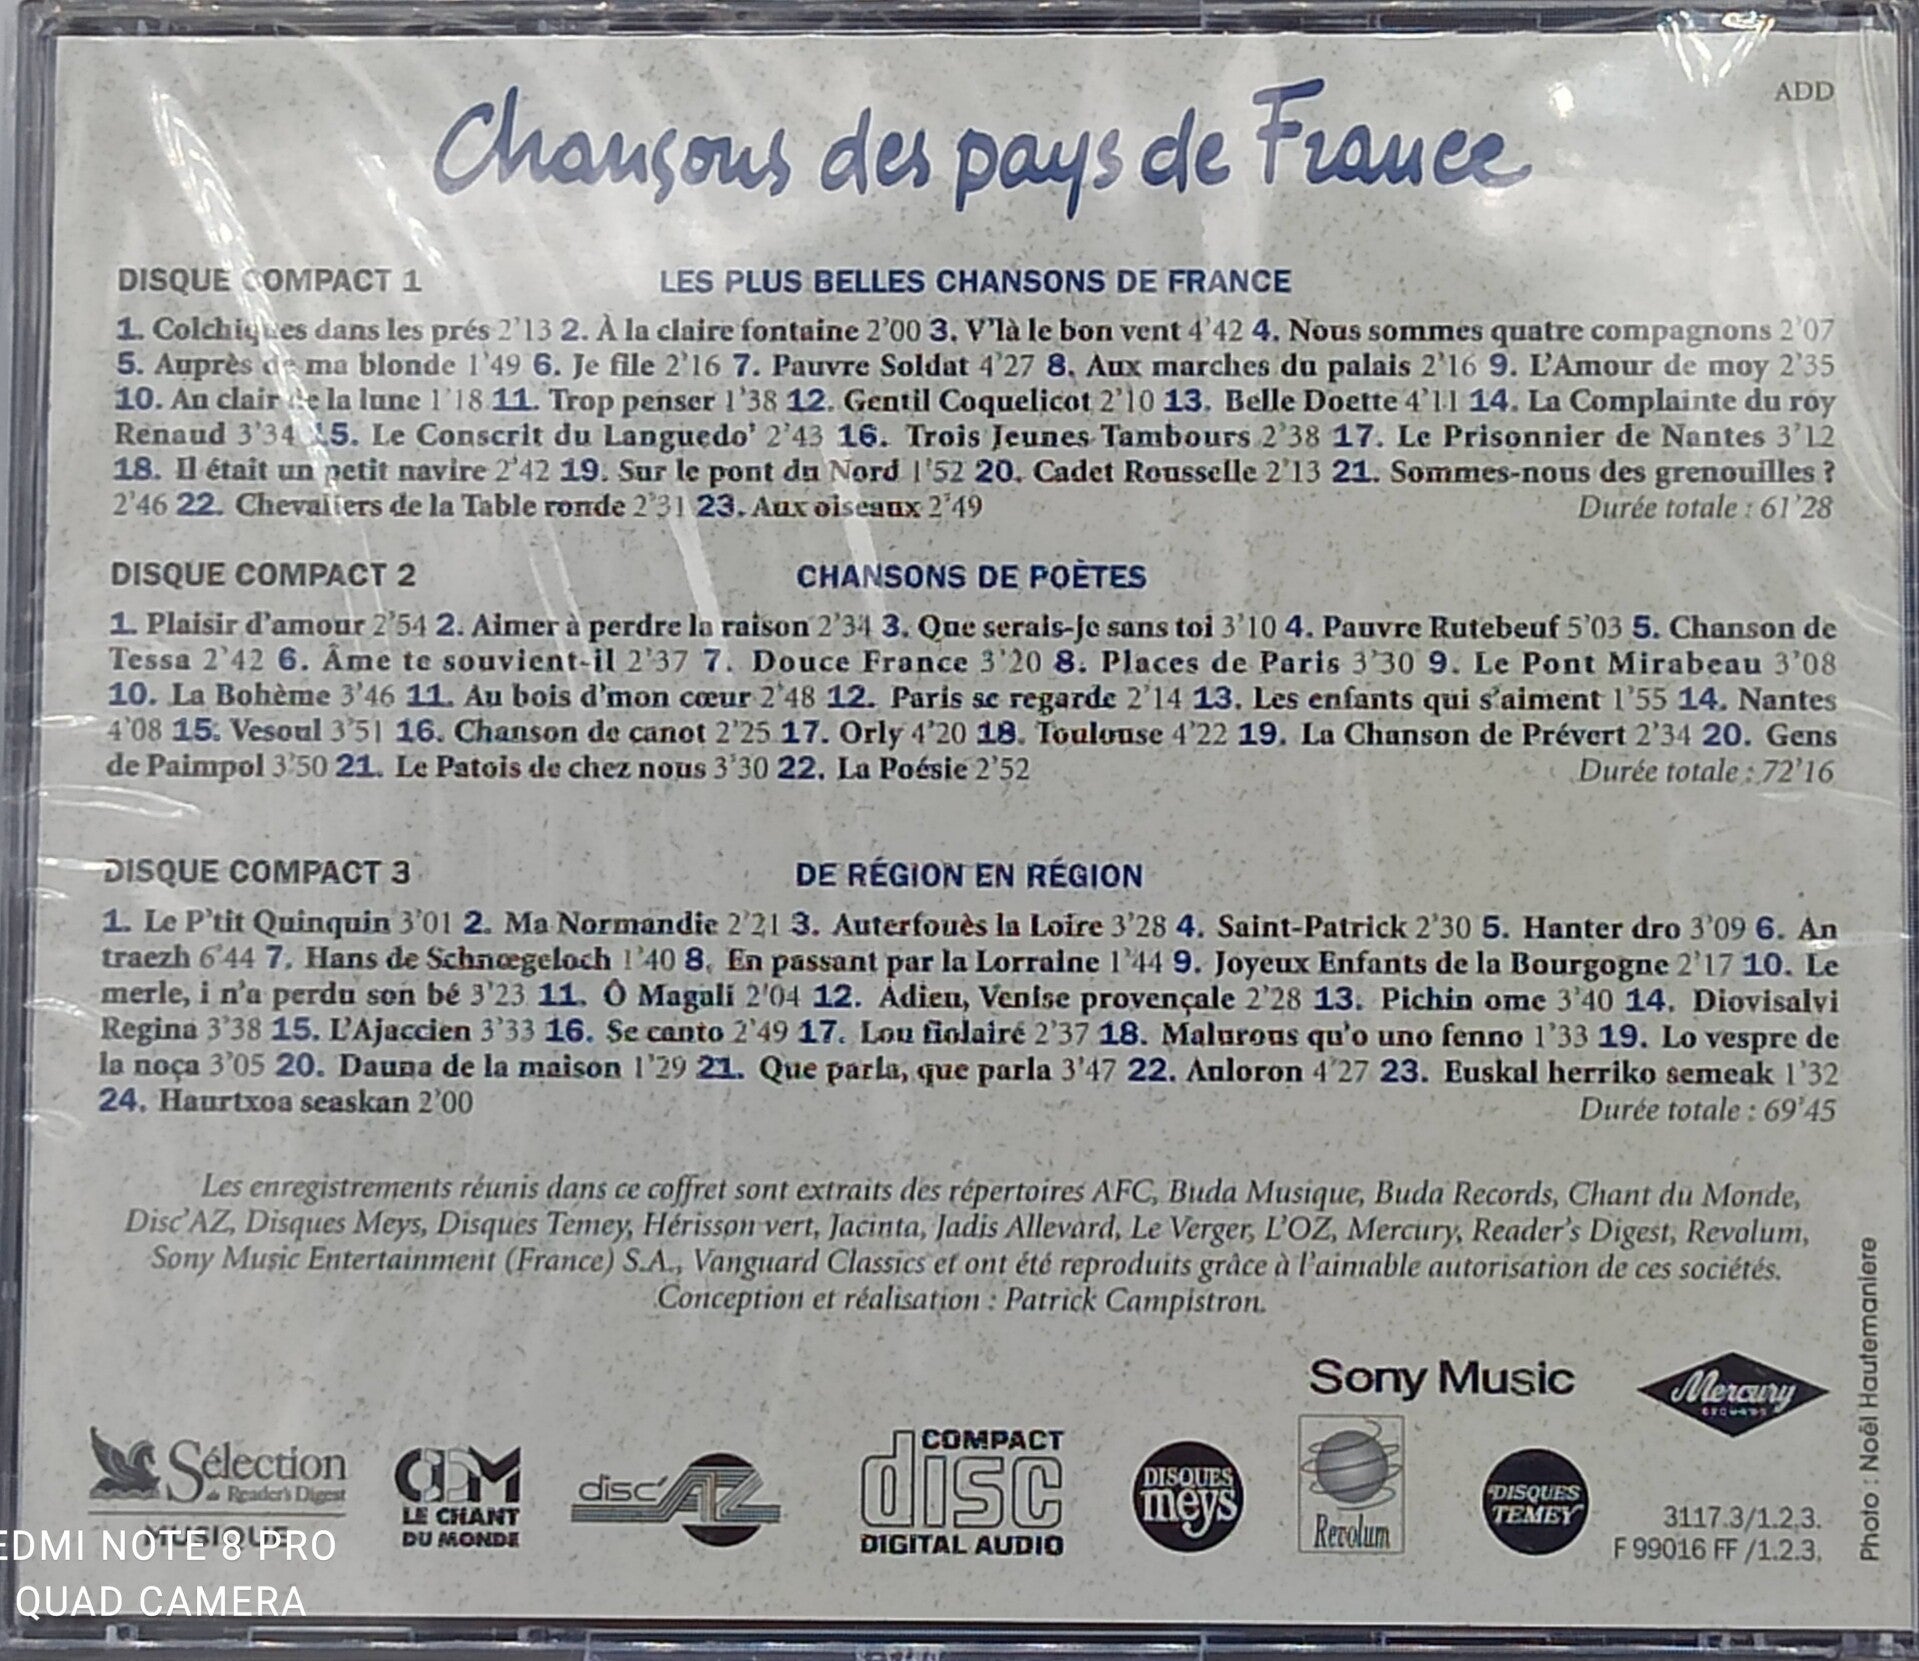 ADD
Chansons des pays de France
DISQUE COMPACT 1 LES PLUS BELLES CHANSONS DE FRANCE
1. Colchiques dans les prés 2'13 2. À la claire fontaine 2'00 3. V'là le bon vent 4'42 4. Nous sommes quatre compagnons 2'07
5. Auprès de ma blonde 1'49 6. Je file 2'16 7. Pauvre Soldat 4'27 8. Aux marches du palais 2'16 9. L'Amour de moy 2'35
10. Au clair de la lune 1'18 11. Trop penser 1'38 12. Gentil Coquelicot 2'10 13. Belle Doette 4'11 14. La Complainte du roy
Renaud 3'34 15. Le Conscrit du Languedo' 2'43 16. Trois Jeunes Tambours 2'38 17. Le Prisonnier de Nantes 3'12
18. Il était un petit navire 2'42 19. Sur le pont du Nord 1'52 20. Cadet Rousselle 2'13 21. Sommes-nous des grenouilles ?
2'46 22. Chevaliers de la Table ronde 2'31 23. Aux oiseaux 2'49 Durée totale : 61'28
DISQUE COMPACT 2 CHANSONS DE POÈTES
1. Plaisir d'amour 2'54 2. Aimer à perdre la raison 2'34 3. Que serais-je sans toi 3'10 4. Pauvre Rutebeuf 5'03 5. Chanson de
Tessa 2'42 6. Âme te souvient-il 2'37 7. Douce France 3'20 8. Places de Paris 3'30 9. Le Pont Mirabeau 3'08
10. La Bohème 3'46 11. Au bois d'mon cœur 2'48 12. Paris se regarde 2'14 13. Les enfants qui s'aiment 1'55 14. Nantes
4'08 15. Vesoul 3'51 16. Chanson de canot 2'25 17. Orly 4'20 18. Toulouse 4'22 19. La Chanson de Prévert 2'34 20. Gens
de Paimpol 3'50 21. Le Patois de chez nous 3'30 22. La Poésie 2'52 Durée totale : 72'16
DISQUE COMPACT 3 DE RÉGION EN RÉGION
1. Le P'tit Quinquin 3'01 2. Ma Normandie 2'21 3. Auterfouès la Loire 3'28 4. Saint-Patrick 2'30 5. Hanter dro 3'09 6. An
traezh 6'44 7. Hans de Schnœgeloch 1'40 8. En passant par la Lorraine 1'44 9. Joyeux Enfants de la Bourgogne 2'17 10. Le
merle, i n'a perdu son bé 3'23 11. Ô Magali 2'04 12. Adieu, Venise provençale 2'28 13. Pichin ome 3'40 14. Diovisalvi
Regina 3'38 15. L'Ajaccien 3'33 16. Se canto 2'49 17. Lou fiolairé 2'37 18. Malurous qu'o uno fenno 1'33 19. Lo vespre de
la noça 3'05 20. Dauna de la maison 1'29 21. Que parla, que parla 3'47 22. Auloron 4'27 23. Euskal herriko semeak 1'32
24. Haurtxoa seaskan 2'00 Durée totale : 69'45
Les enregistrements réunis dans ce coffret sont extraits des répertoires AFC, Buda Musique, Buda Records, Chant du Monde,
Disc'AZ, Disques Meys, Disques Temey, Hérisson vert, Jacinta, Jadis Allevard, Le Verger, L'OZ, Mercury, Reader's Digest, Revolum,
Sony Music Entertainment (France) S.A., Vanguard Classics et ont été reproduits grâce à l'aimable autorisation de ces sociétés.
Conception et réalisation : Patrick Campistron.
Photo : Noël Hautemaniere
Sony Music
Mercury
Sélection
du Reader's Digest
MUSIQUE
CDM
LE CHANT
DU MONDE
disc'AZ
COMPACT
disc
DIGITAL AUDIO
DISQUES
meys
Revolum
DISQUES
TEMEY
3117.3/1.2.3.
F 99016 FF /1.2.3.
EDMI NOTE 8 PRO
QUAD CAMERA